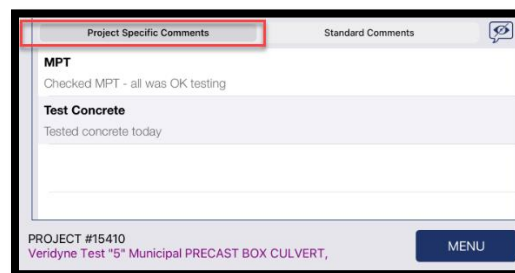 Project Specific Comments Standard Comments
MPT
Checked MPT - all was OK testing
Test Concrete
Tested concrete today
PROJECT #15410
Veridyne Test "5" Municipal PRECAST BOX CULVERT,
MENU